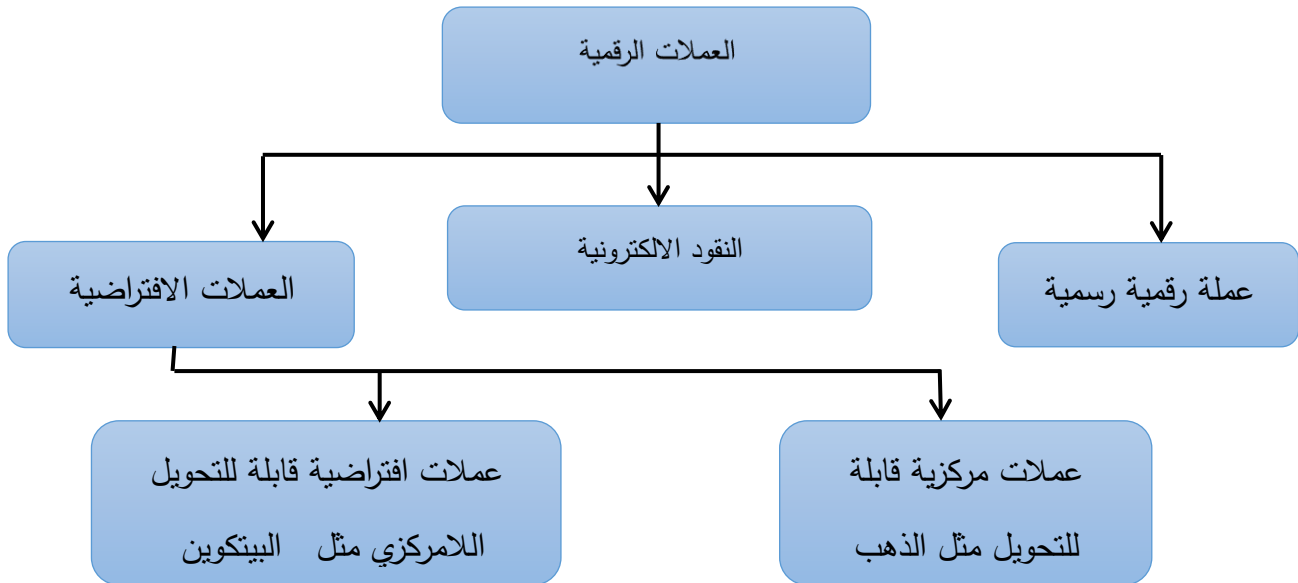 العملات الرقمية
عملة رقمية رسمية
النقود الالكترونية
العملات الافتراضية
عملات مركزية قابلة
للتحويل مثل الذهب
عملات افتراضية قابلة للتحويل
اللامركزي مثل البيتكوين